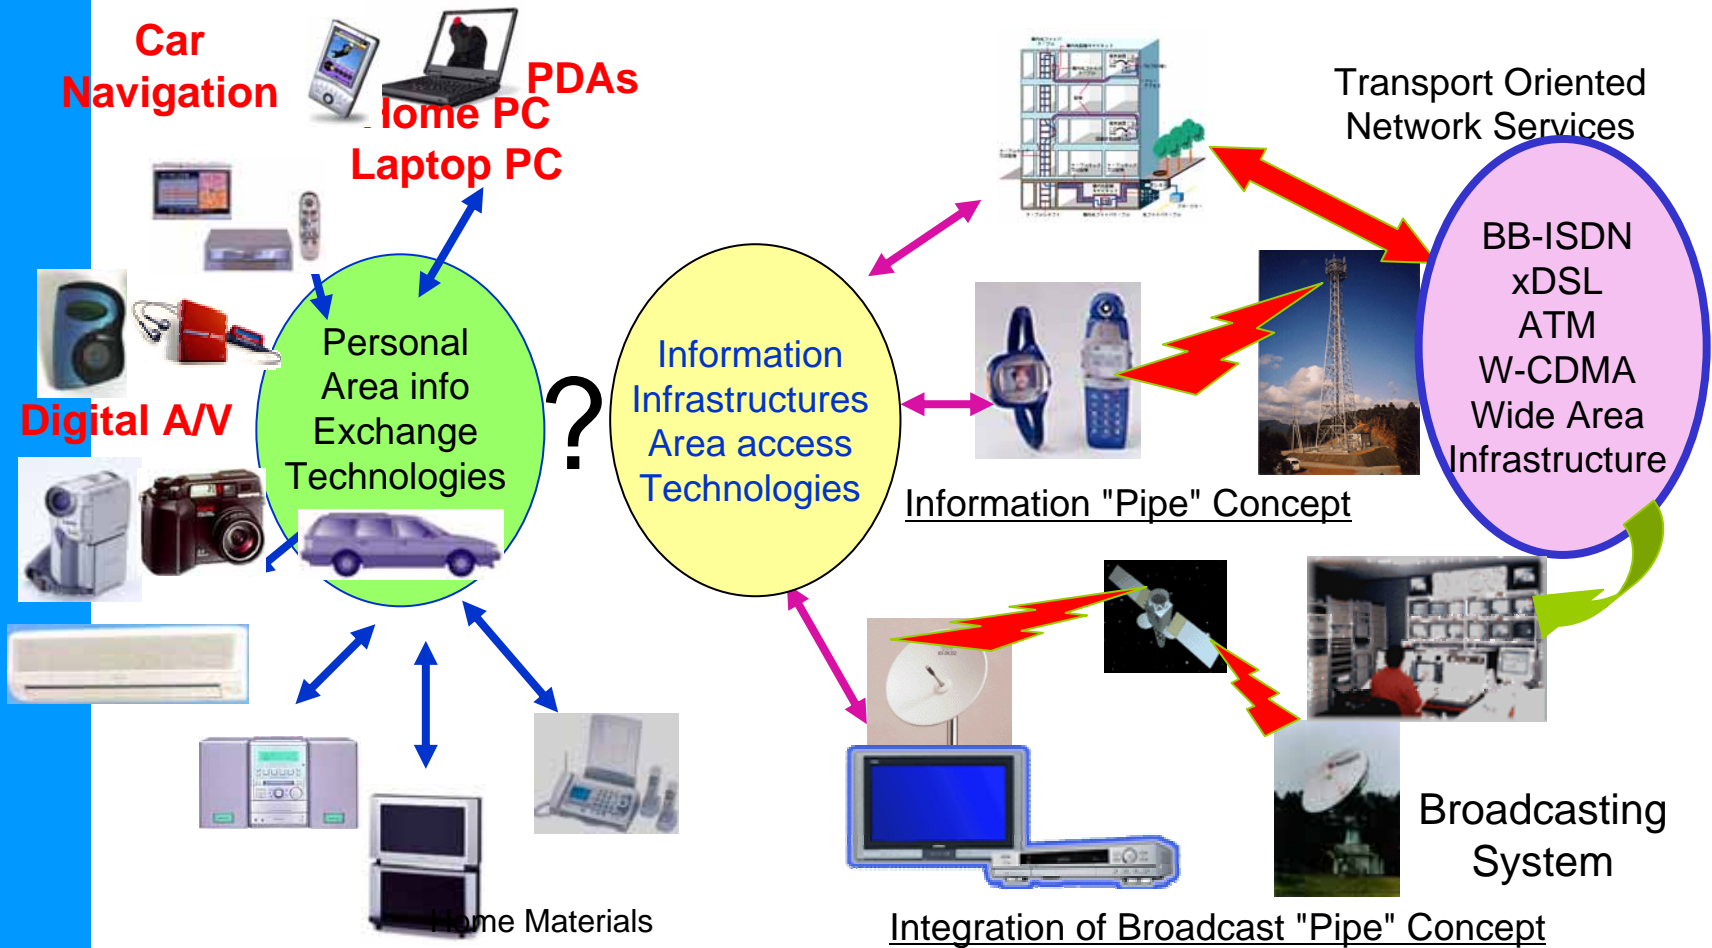 Car
Navigation
PDAs
Home PC
Laptop PC
Digital A/V
Personal
Area info
Exchange
Technologies
?
Information
Infrastructures
Area access
Technologies
Transport Oriented
Network Services
BB-ISDN
xDSL
ATM
W-CDMA
Wide Area
Infrastructure
Information "Pipe" Concept
Broadcasting
System
Home Materials
Integration of Broadcast "Pipe" Concept